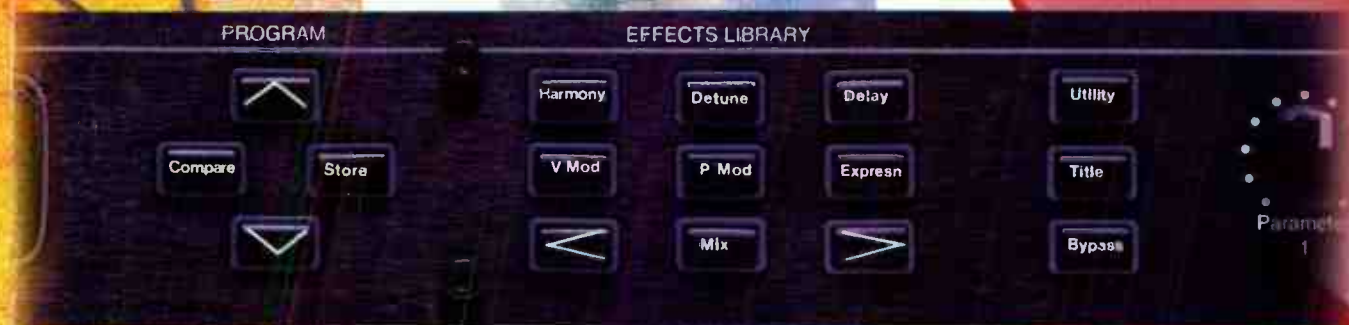 PROGRAM EFFECTS LIBRARY
Harmony Detune Delay Utility
Compare Store V Mod P Mod Expresn Title
Mix Bypass
1